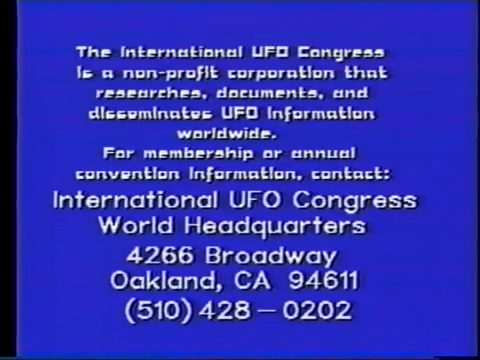 The International UFO Congress
is a non-profit corporation that
researches, documents, and
disseminates UFO information
worldwide.
For membership or annual
convention information, contact:
International UFO Congress
World Headquarters
4266 Broadway
Oakland, CA 94611
(510) 428-0202